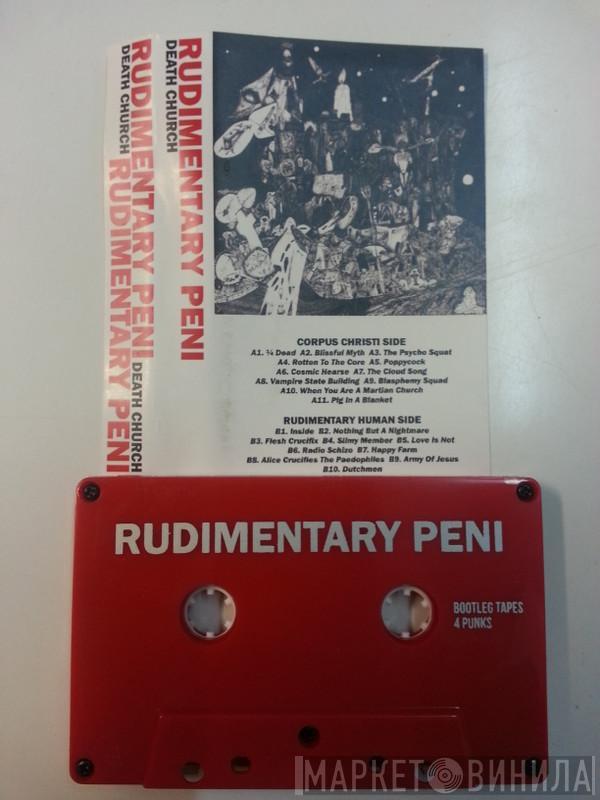 RUDIMENTARY PENI
DEATH CHURCH
RUDIMENTARY PENI
DEATH CHURCH
RUDIMENTARY PENI
DEATH CHURCH
CORPUS CHRISTI SIDE
A1. ¼ Dead A2. Blissful Myth A3. The Psycho Squat
A4. Rotten To The Core A5. Poppycock
A6. Cosmic Hearse A7. The Cloud Song
A8. Vampire State Building A9. Blasphemy Squad
A10. When You Are A Martian Church
A11. Pig In A Blanket
RUDIMENTARY HUMAN SIDE
B1. Inside B2. Nothing But A Nightmare
B3. Flesh Crucifix B4. Slimy Member B5. Love Is Not
B6. Radio Schizo B7. Happy Farm
B8. Alice Crucifies The Paedophiles B9. Army Of Jesus
B10. Dutchmen
RUDIMENTARY PENI
BOOTLEG TAPES
4 PUNKS
МАРКЕТ ВИНИЛА